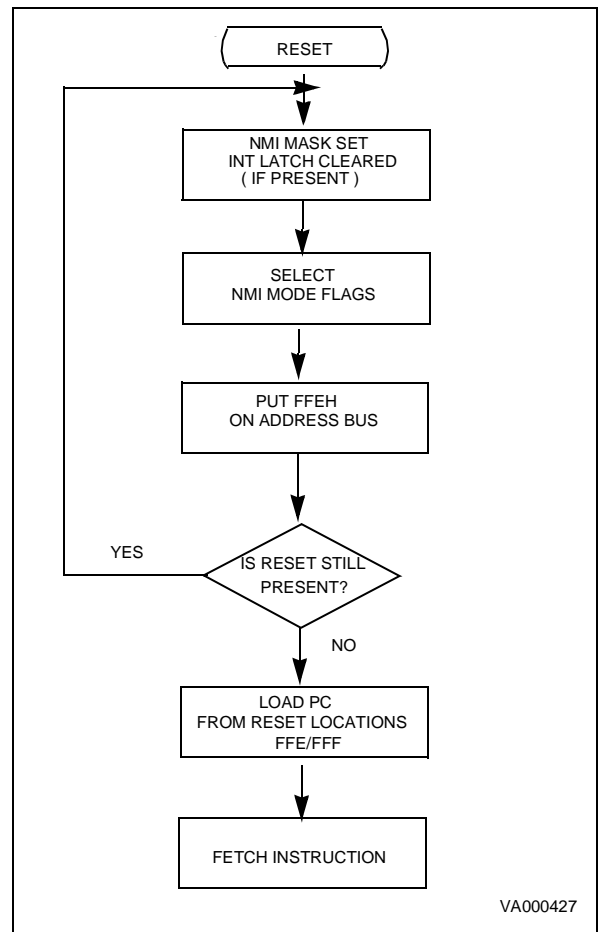 RESET
NMI MASK SET
INT LATCH CLEARED
( IF PRESENT )
SELECT
NMI MODE FLAGS
PUT FFEH
ON ADDRESS BUS
YES
IS RESET STILL
PRESENT?
NO
LOAD PC
FROM RESET LOCATIONS
FFE/FFF
FETCH INSTRUCTION
VA000427